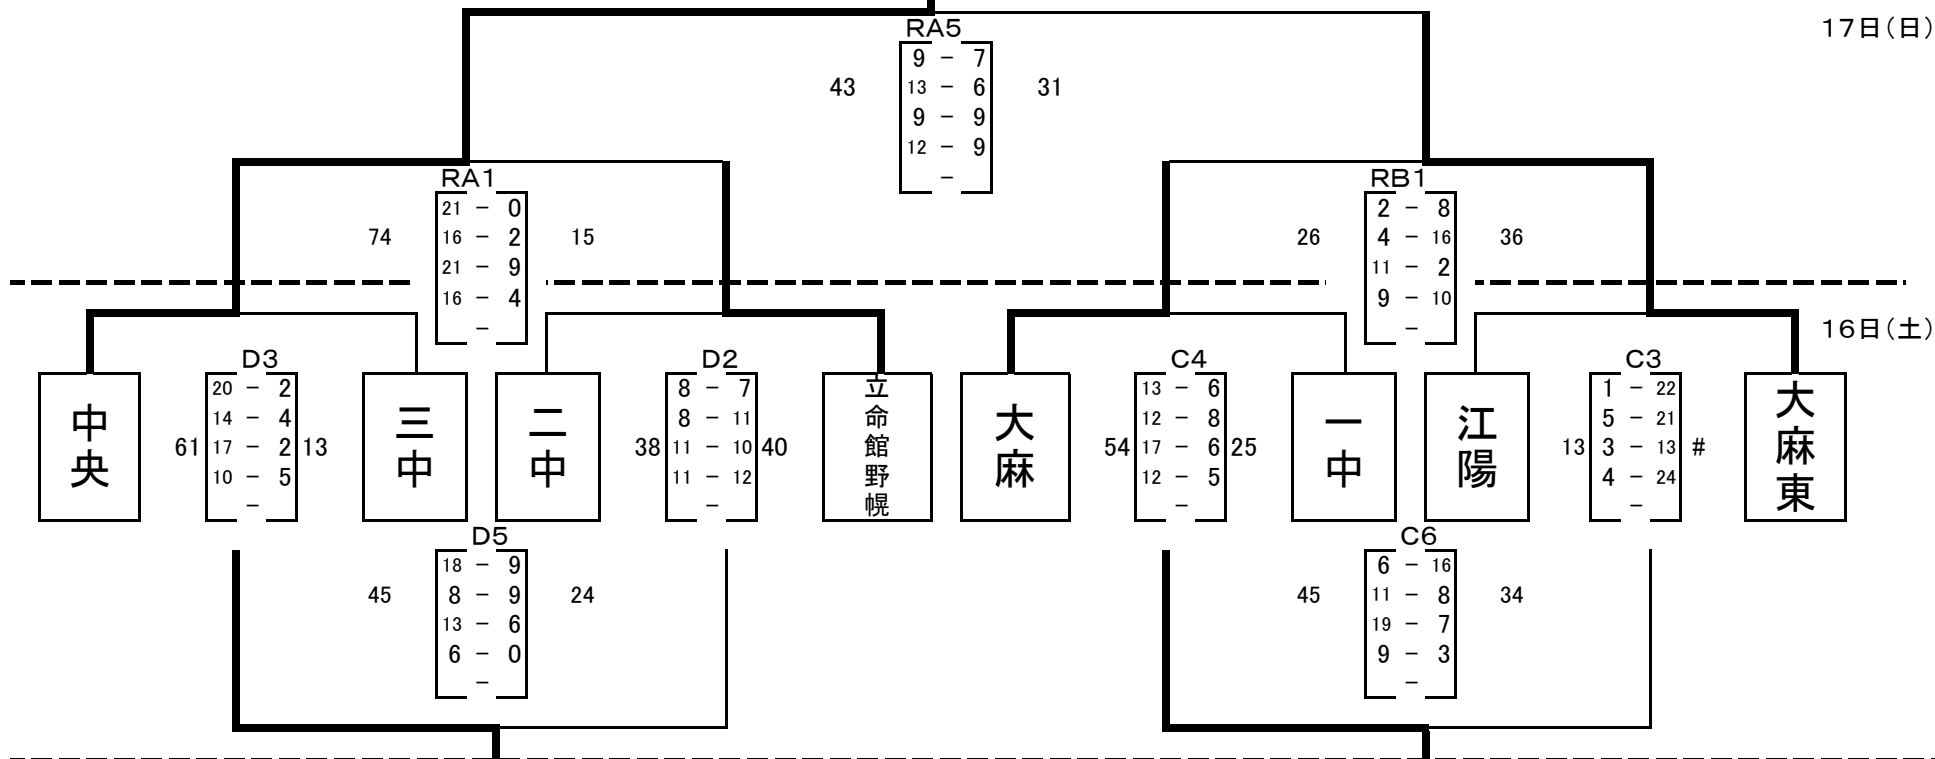 RA5
17日(日)
43
9 - 7
13 - 6
9 - 9
12 - 9
-
31
RA1
74
21 - 0
16 - 2
21 - 9
16 - 4
-
15
RB1
26
2 - 8
4 - 16
11 - 2
9 - 10
-
36
16日(土)
中央
D3
61
20 - 2
14 - 4
17 - 2
10 - 5
-
13
三中
二中
D2
38
8 - 7
8 - 11
11 - 10
11 - 12
-
40
立命館野幌
大麻
C4
54
13 - 6
12 - 8
17 - 6
12 - 5
-
25
一中
江陽
C3
13
1 - 22
5 - 21
3 - 13
4 - 24
-
#
大麻東
D5
45
18 - 9
8 - 9
13 - 6
6 - 0
-
24
C6
45
6 - 16
11 - 8
19 - 7
9 - 3
-
34